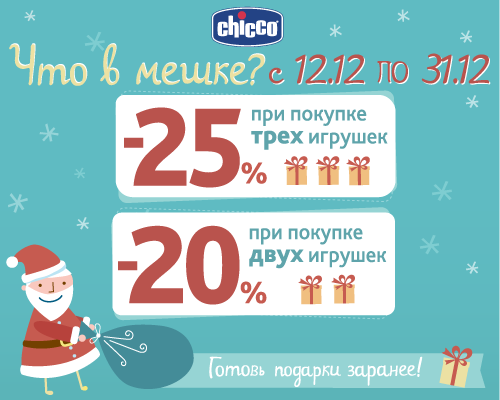 chicco
Что в мешке? с 12.12 по 31.12
-25%
при покупке
трех игрушек
-20%
при покупке
двух игрушек
Готовь подарки заранее!